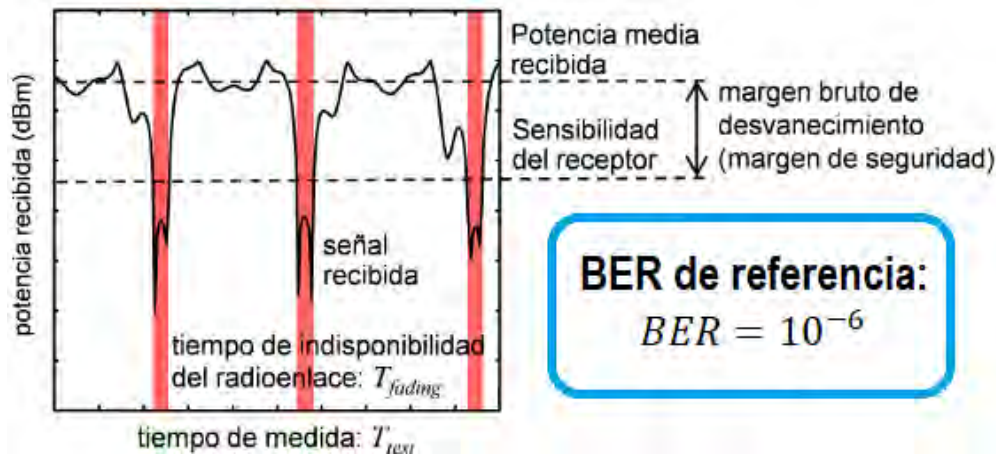 potencia recibida (dBm)
Potencia media
recibida
margen bruto de
desvanecimiento
(margen de seguridad)
Sensibilidad
del receptor
señal
recibida
tiempo de indisponibilidad
del radioenlace: T_fading
tiempo de medida: T_test
BER de referencia:
BER = 10⁻⁶